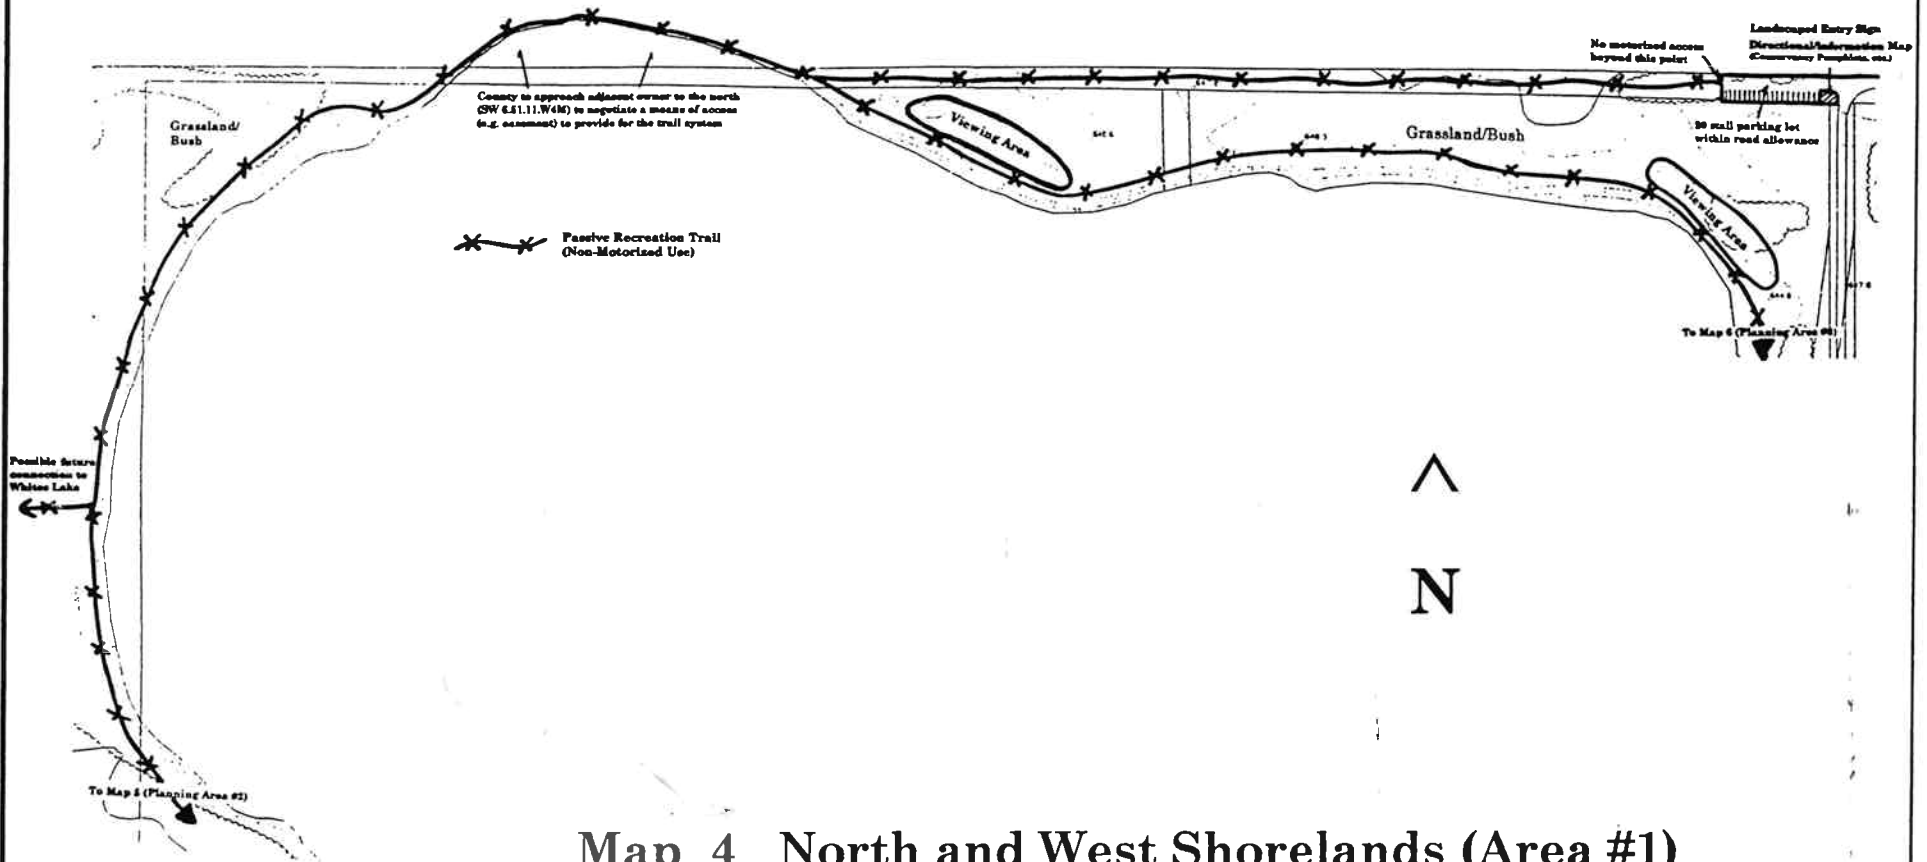 Landscaped Entry Sign
Directional/Information Map
(Conservancy Pamphlets, etc.)
No motorized access
beyond this point
County to approach adjacent owner to the north
(SW 6.51.11.W4M) to negotiate a means of access
(e.g. easement) to provide for the trail system
Grassland/
Bush
Viewing Area
Grassland/Bush
20 stall parking lot
within road allowance
Viewing Area
Passive Recreation Trail
(Non-Motorized Use)
To Map 6 (Planning Area
Possible future
connection to
Whites Lake
N
To Map 5 (Planning Area #2)
Map 4 North and West Shorelands (Area #1)